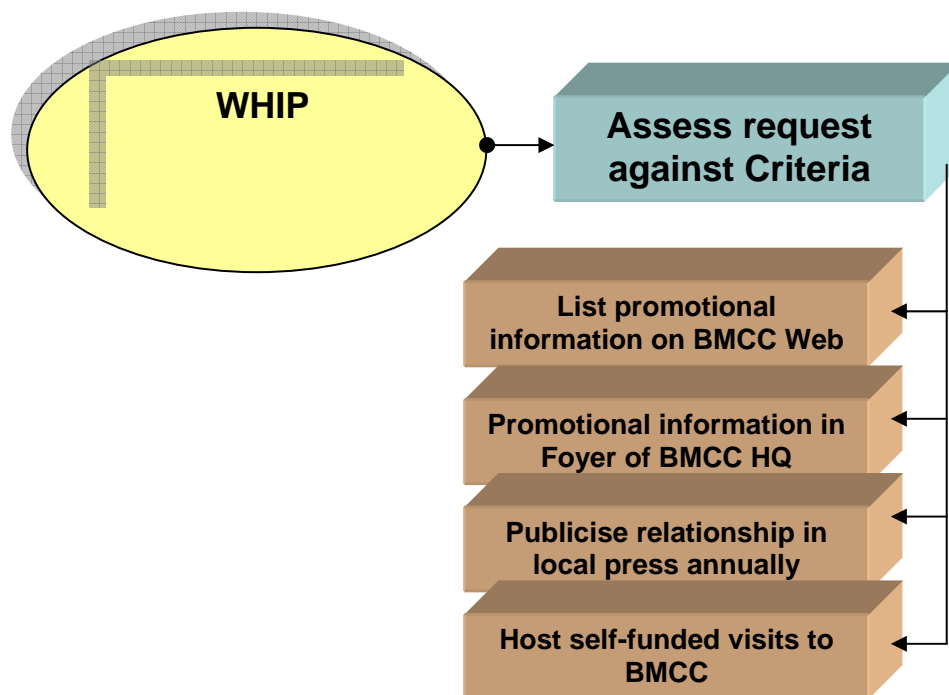 WHIP
Assess request
against Criteria
List promotional
information on BMCC Web
Promotional information in
Foyer of BMCC HQ
Publicise relationship in
local press annually
Host self-funded visits to
BMCC